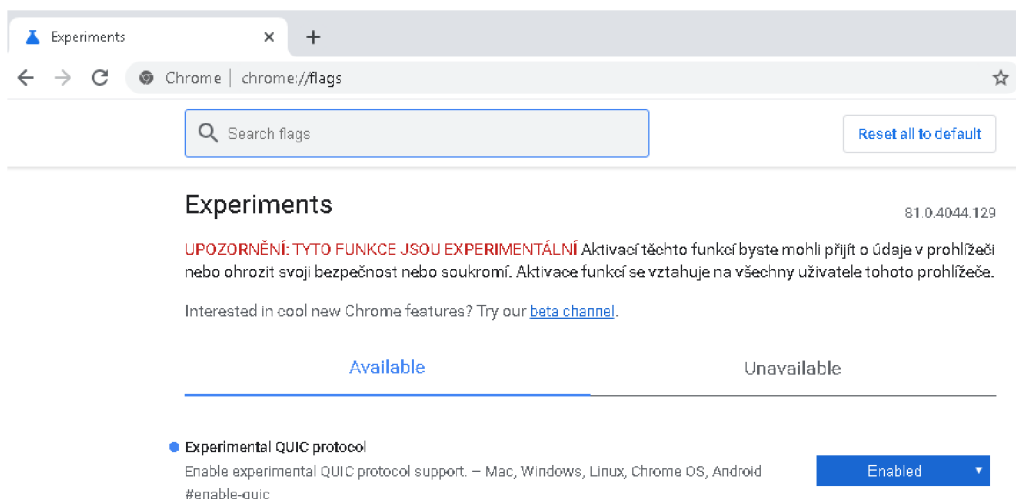 Experiments
Chrome | chrome://flags
Search flags
Reset all to default
Experiments
81.0.4044.129
UPOZORNĚNÍ: TYTO FUNKCE JSOU EXPERIMENTÁLNÍ Aktivací těchto funkcí byste mohli přijít o údaje v prohlížeči
nebo ohrozit svoji bezpečnost nebo soukromí. Aktivace funkcí se vztahuje na všechny uživatele tohoto prohlížeče.
Interested in cool new Chrome features? Try our beta channel.
Available
Unavailable
Experimental QUIC protocol
Enable experimental QUIC protocol support. – Mac, Windows, Linux, Chrome OS, Android
Enabled
#enable-quic